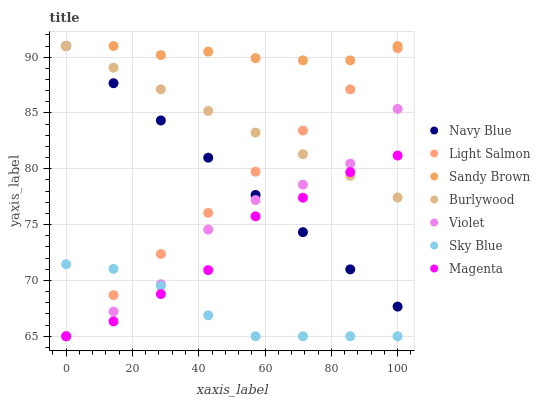 title
yaxis_label
90
85
80
75
70
65
0
20
40
60
80
100
xaxis_label
Navy Blue
Light Salmon
Sandy Brown
Burlywood
Violet
Sky Blue
Magenta